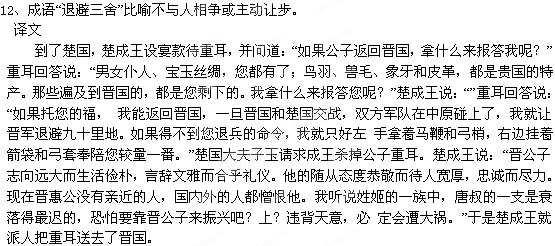 12、成语“退避三舍”比喻不与人相争或主动让步。
译文
到了楚国，楚成王设宴款待重耳，并问道：“如果公子返回晋国，拿什么来报答我呢？”
重耳回答说：“男女仆人、宝玉丝绸，您都有了；鸟羽、兽毛、象牙和皮革，都是贵国的特
产。那些遍及到晋国的，都是您剩下的。我拿什么来报答您呢？”楚成王说：“”重耳回答说：
“如果托您的福， 我能返回晋国，一旦晋国和楚国交战，双方军队在中原碰上了，我就让
晋军退避九十里地。如果得不到您退兵的命令，我就只好左 手拿着马鞭和弓梢，右边挂着
箭袋和弓套奉陪您较量一番。”楚国大夫子玉请求成王杀掉公子重耳。楚成王说：“晋公子
志向远大而生活俭朴，言辞文雅而合乎礼仪。他的随从态度恭敬而待人宽厚，忠诚而尽力。
现在晋惠公没有亲近的人，国内外的人都憎恨他。我听说姓姬的一族中，唐叔的一支是衰
落得最迟的，恐怕要靠晋公子来振兴吧？上？违背天意，必 定会遭大祸。”于是楚成王就
派人把重耳送去了晋国。